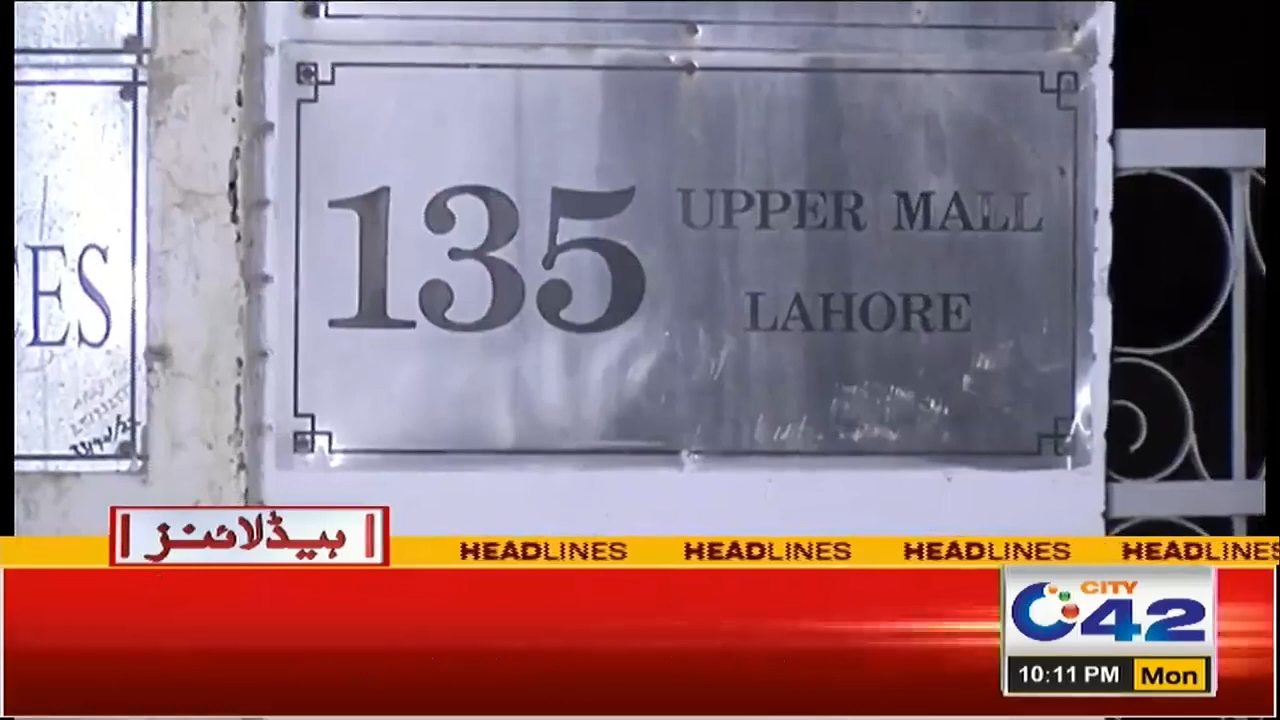 135 UPPER MALL
LAHORE
ES
ہیڈلائنز
HEADLINES HEADLINES HEADLINES HEADLINES
CITY
42
10:11 PM Mon